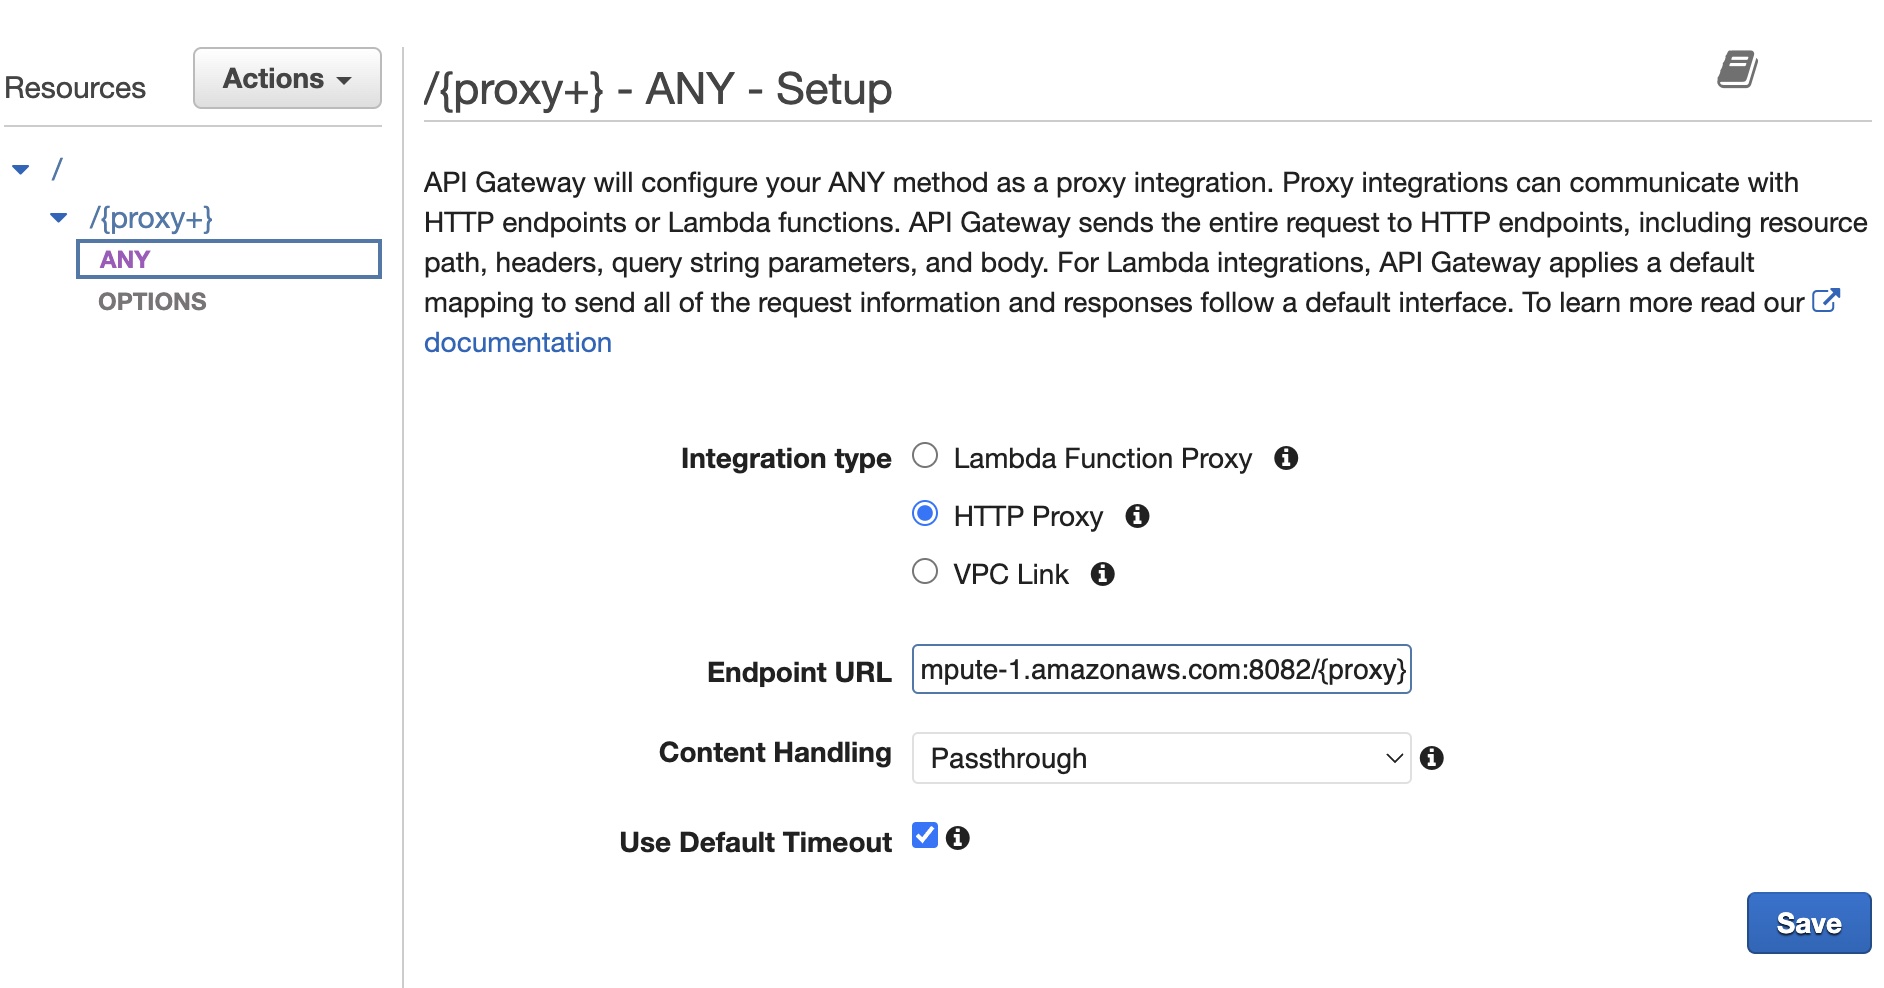 Resources
Actions
/
/{proxy+}
ANY
OPTIONS
/{proxy+} - ANY - Setup
API Gateway will configure your ANY method as a proxy integration. Proxy integrations can communicate with
HTTP endpoints or Lambda functions. API Gateway sends the entire request to HTTP endpoints, including resource
path, headers, query string parameters, and body. For Lambda integrations, API Gateway applies a default
mapping to send all of the request information and responses follow a default interface. To learn more read our
documentation
Integration type
Lambda Function Proxy
HTTP Proxy
VPC Link
Endpoint URL mpute-1.amazonaws.com:8082/{proxy}
Content Handling Passthrough
Use Default Timeout
Save